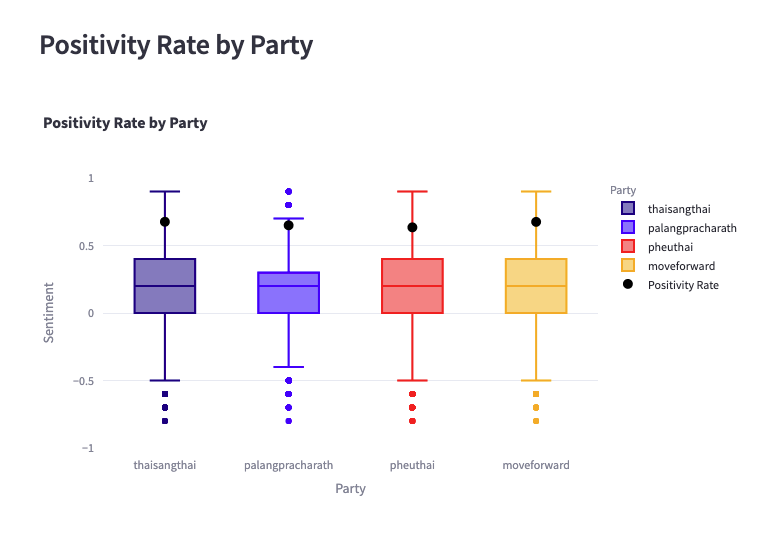 Positivity Rate by Party
Positivity Rate by Party
1
0.5
0
−0.5
−1
Sentiment
thaisangthai
palangpracharath
pheuthai
moveforward
Party
Party
thaisangthai
palangpracharath
pheuthai
moveforward
Positivity Rate